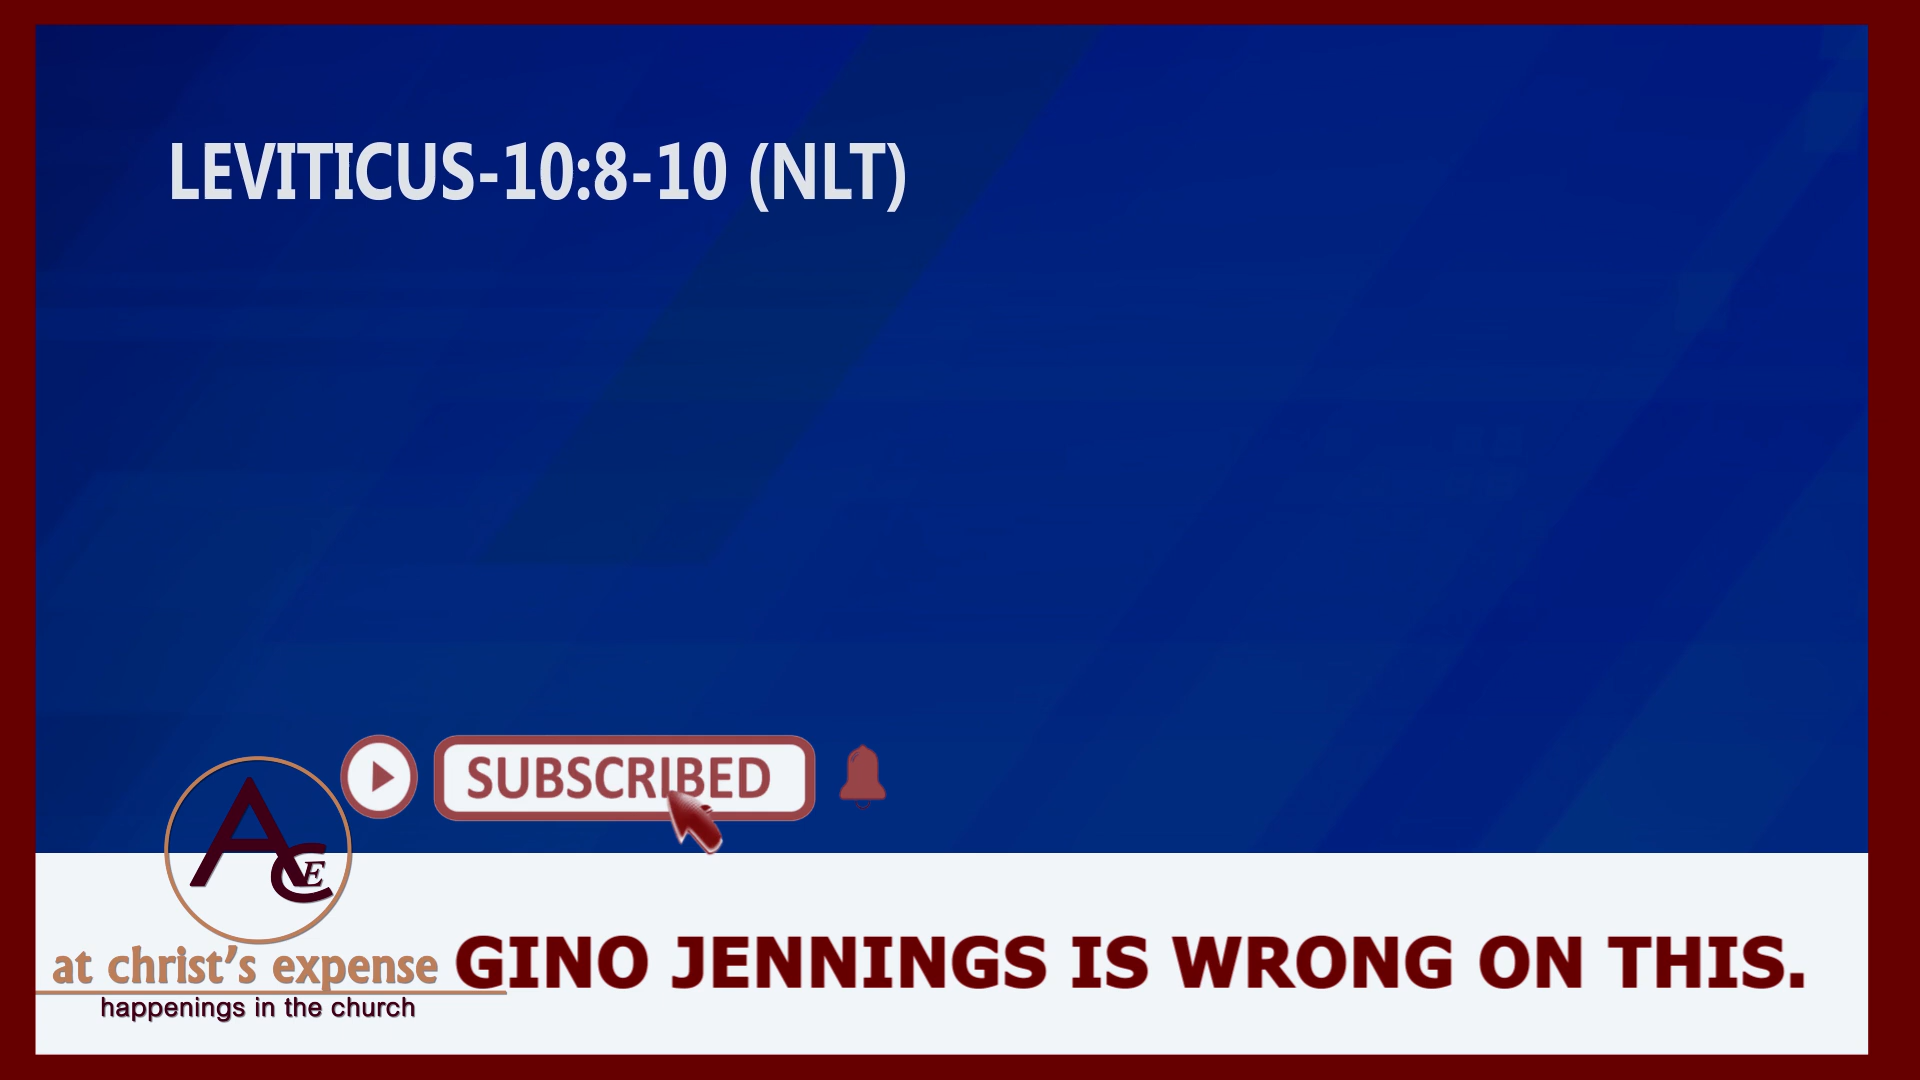 LEVITICUS-10:8-10 (NLT)
SUBSCRIBED
ACE
at christ's expense
happenings in the church
GINO JENNINGS IS WRONG ON THIS.